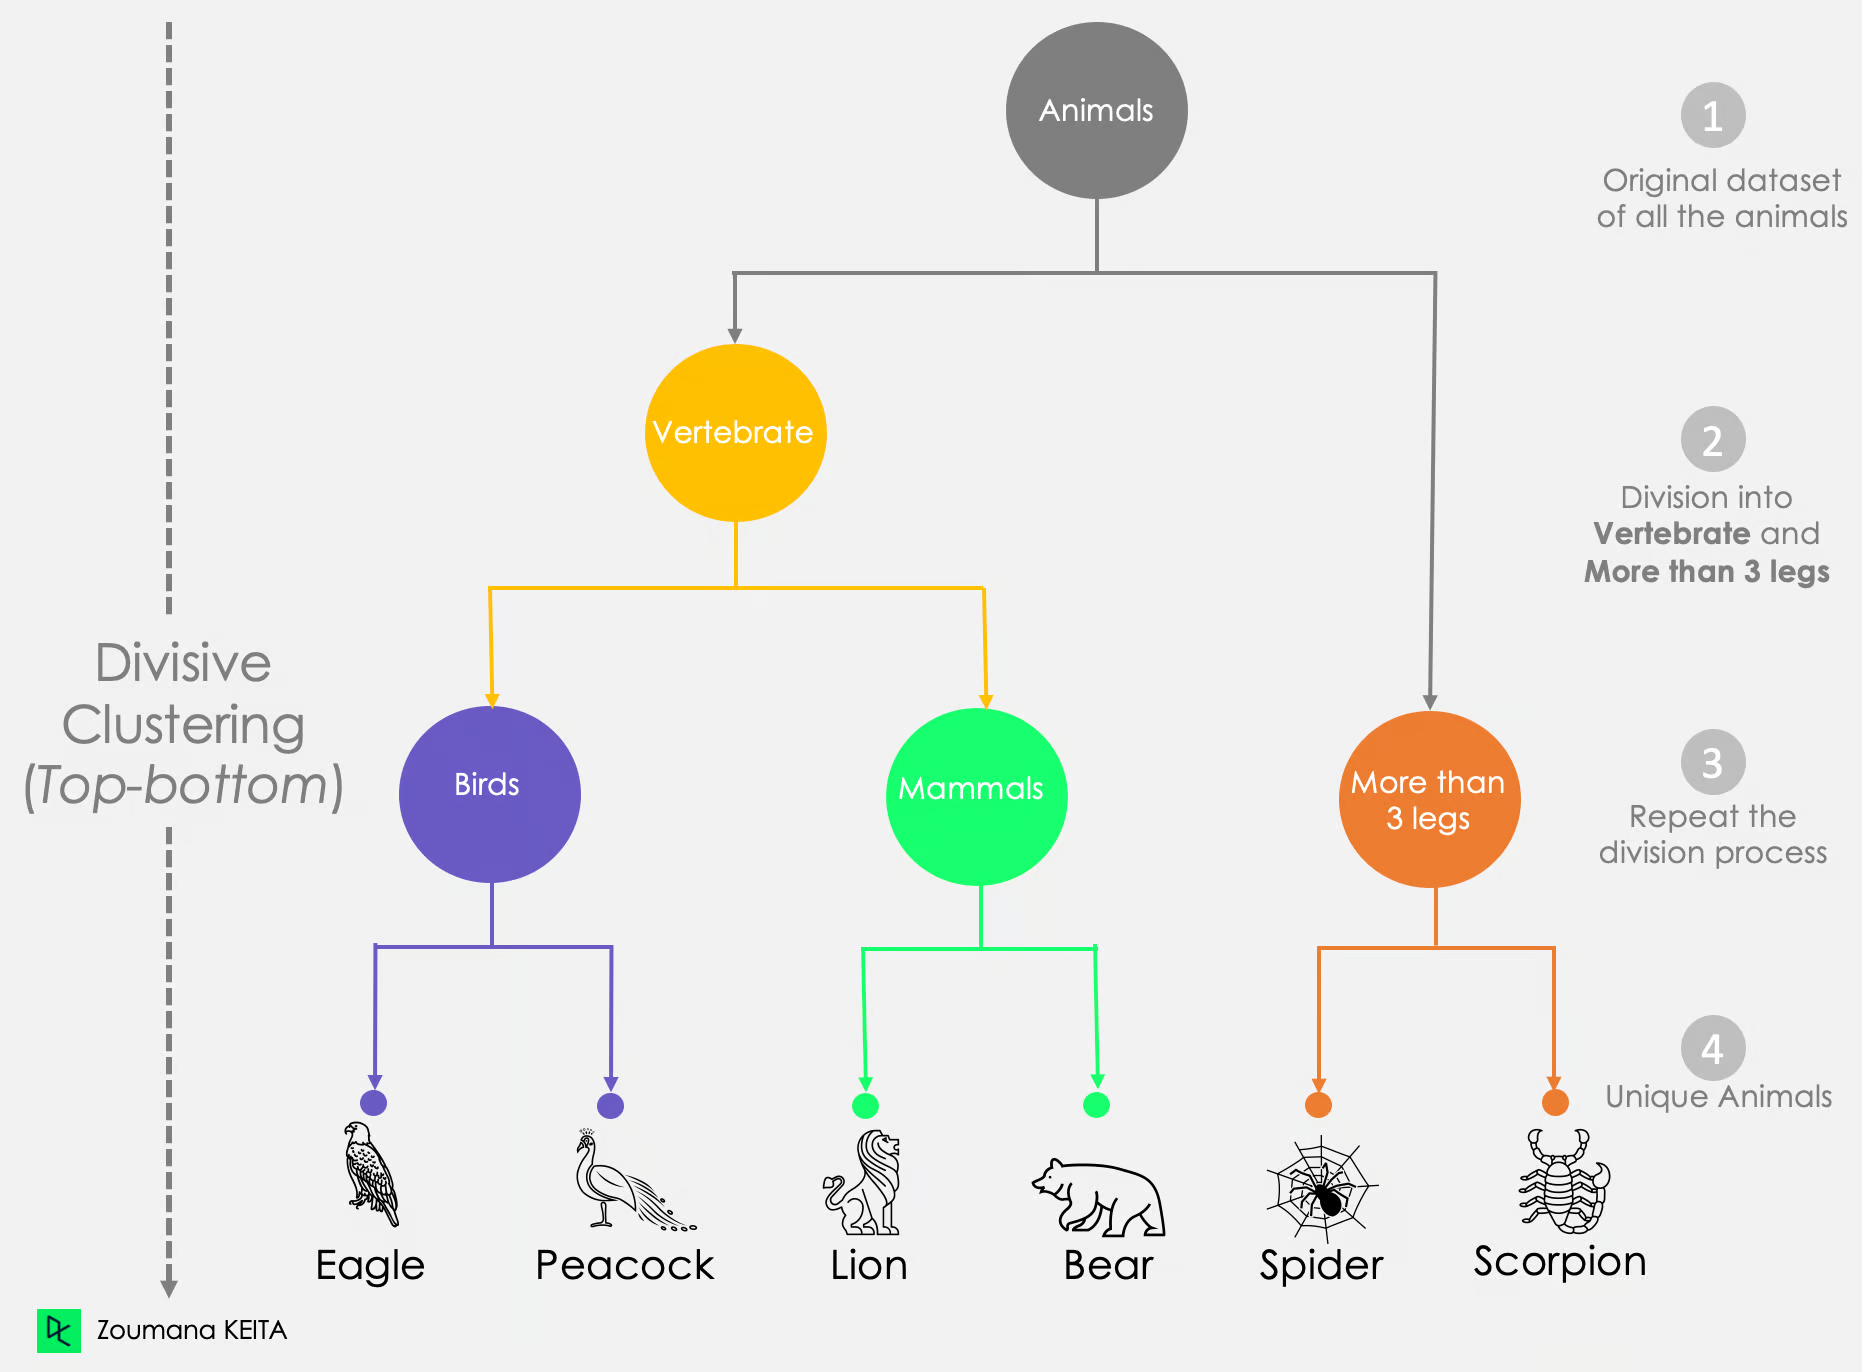 Animals
1
Original dataset
of all the animals
Vertebrate
2
Division into
Vertebrate and
More than 3 legs
Divisive
Clustering
(Top-bottom)
Birds
Mammals
More than
3 legs
3
Repeat the
division process
4
Unique Animals
Eagle
Peacock
Lion
Bear
Spider
Scorpion
Zoumana KEITA